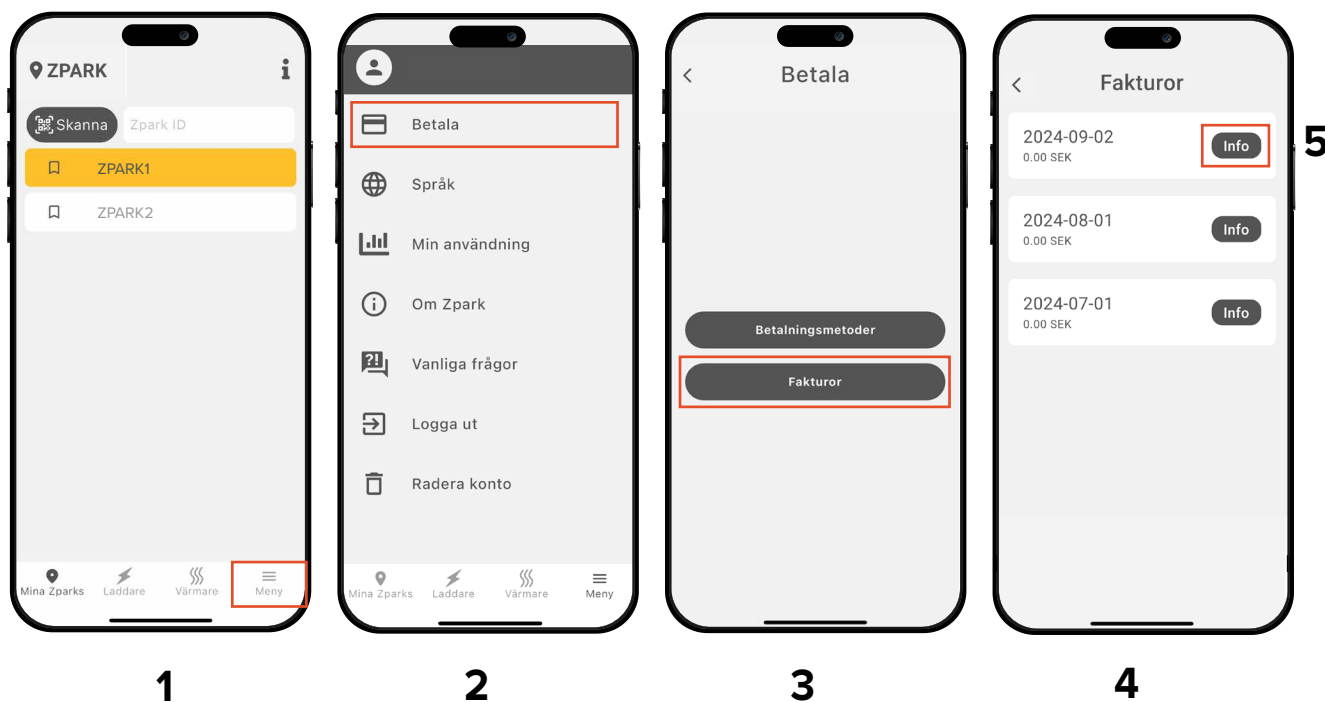 ZPARK
Skanna
Zpark ID
ZPARK1
ZPARK2
Mina Zparks
Laddare
Värmare
Meny
1
Betala
Språk
Min användning
Om Zpark
Vanliga frågor
Logga ut
Radera konto
Mina Zparks
Laddare
Värmare
Meny
2
Betala
Betalningsmetoder
Fakturor
3
Fakturor
2024-09-02
0.00 SEK
Info
5
2024-08-01
0.00 SEK
Info
2024-07-01
0.00 SEK
Info
4